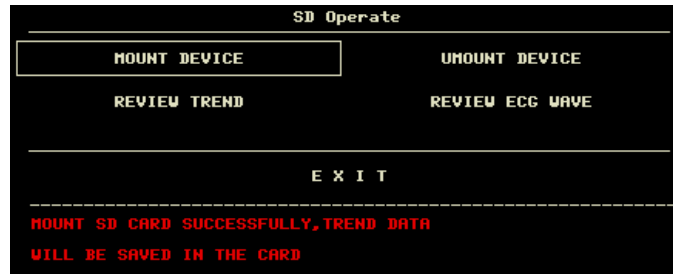 SD Operate
MOUNT DEVICE UMOUNT DEVICE
REVIEW TREND REVIEW ECG WAVE
E X I T
MOUNT SD CARD SUCCESSFULLY,TREND DATA
WILL BE SAVED IN THE CARD